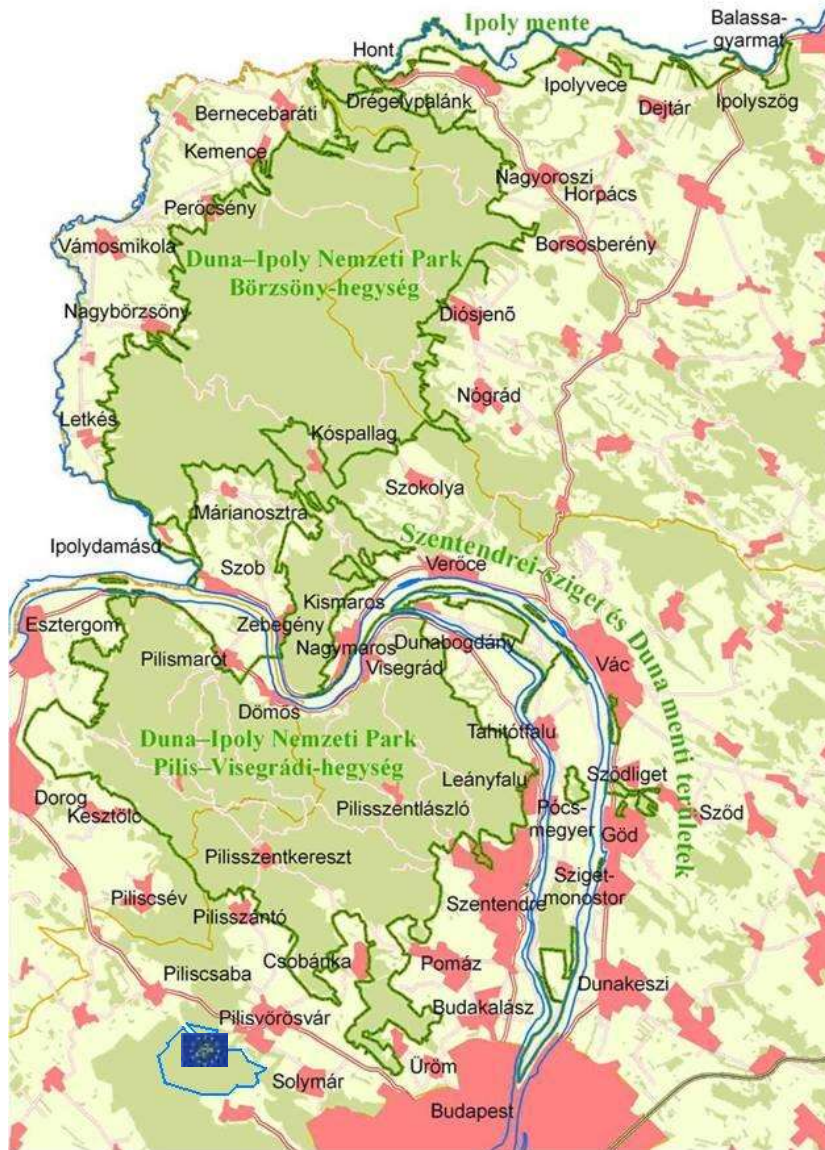 Ipoly mente
Balassa-
gyarmat
Hont
Drégelypalánk
Ipolyvece
Dejtár
Ipolyszög
Bernecebaráti
Kemence
Nagyoroszi
Horpács
Perőcsény
Vámosmikola
Borsosberény
Duna–Ipoly Nemzeti Park
Börzsöny-hegység
Nagybörzsöny
Diósjenő
Nógrád
Letkés
Kóspallag
Szokolya
Márianosztra
Ipolydamásd
Szentendrei-sziget és Duna menti területek
Szob
Verőce
Kismaros
Esztergom
Zebegény
Nagymaros
Dunabogdány
Pilismarót
Visegrád
Vác
Dömös
Tahitótfalu
Duna–Ipoly Nemzeti Park
Pilis–Visegrádi-hegység
Leányfalu
Sződliget
Dorog
Kesztölc
Pilisszentlászló
Pócs-
megyer
Sződ
Göd
Pilisszentkereszt
Sziget-
monostor
Piliscsév
Pilisszántó
Szentendre
Csobánka
Piliscsaba
Pomáz
Dunakeszi
Pilisvörösvár
Budakalász
Solymár
Üröm
Budapest